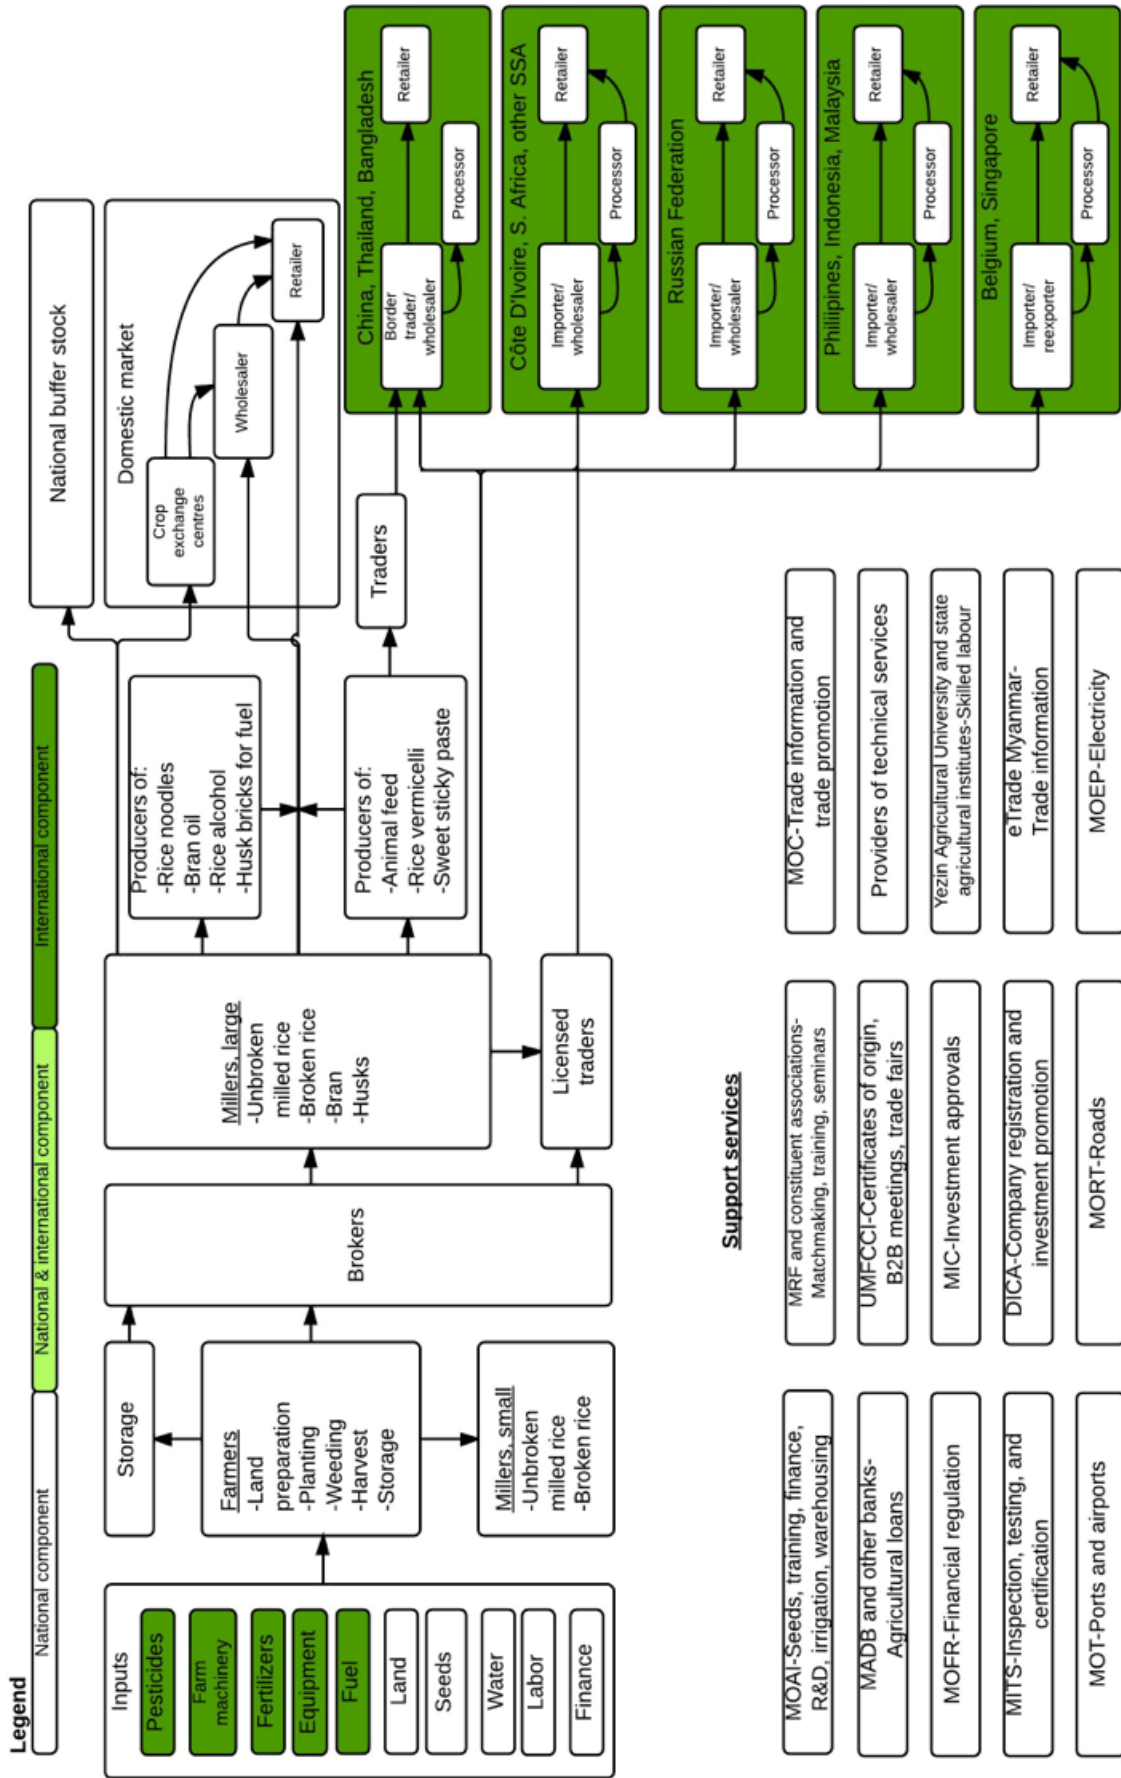 Legend
National component
National & international component
International component
Inputs
Pesticides
Farm
machinery
Fertilizers
Equipment
Fuel
Land
Seeds
Water
Labor
Finance
Storage
Farmers
-Land
preparation
-Planting
-Weeding
-Harvest
-Storage
Millers, small
-Unbroken
milled rice
-Broken rice
Brokers
Millers, large
-Unbroken
milled rice
-Broken rice
-Bran
-Husks
Licensed
traders
Producers of:
-Rice noodles
-Bran oil
-Rice alcohol
-Husk bricks for fuel
Producers of:
-Animal feed
-Rice vermicelli
-Sweet sticky paste
Traders
National buffer stock
Domestic market
Crop
exchange
centres
Wholesaler
Retailer
China, Thailand, Bangladesh
Border
trader/
wholesaler
Processor
Retailer
Côte D'Ivoire, S. Africa, other SSA
Importer/
wholesaler
Processor
Retailer
Russian Federation
Importer/
wholesaler
Processor
Retailer
Philiipines, Indonesia, Malaysia
Importer/
wholesaler
Processor
Retailer
Belgium, Singapore
Importer/
reexporter
Processor
Retailer
Support services
MOAI-Seeds, training, finance,
R&D, irrigation, warehousing
MRF and constituent associations-
Matchmaking, training, seminars
MOC-Trade information and
trade promotion
MADB and other banks-
Agricultural loans
UMFCCI-Certificates of origin,
B2B meetings, trade fairs
Providers of technical services
MOFR-Financial regulation
MIC-Investment approvals
Yezin Agricultural University and state
agricultural institutes-Skilled labour
MITS-Inspection, testing, and
certification
DICA-Company registration and
investment promotion
eTrade Myanmar-
Trade information
MOT-Ports and airports
MORT-Roads
MOEP-Electricity